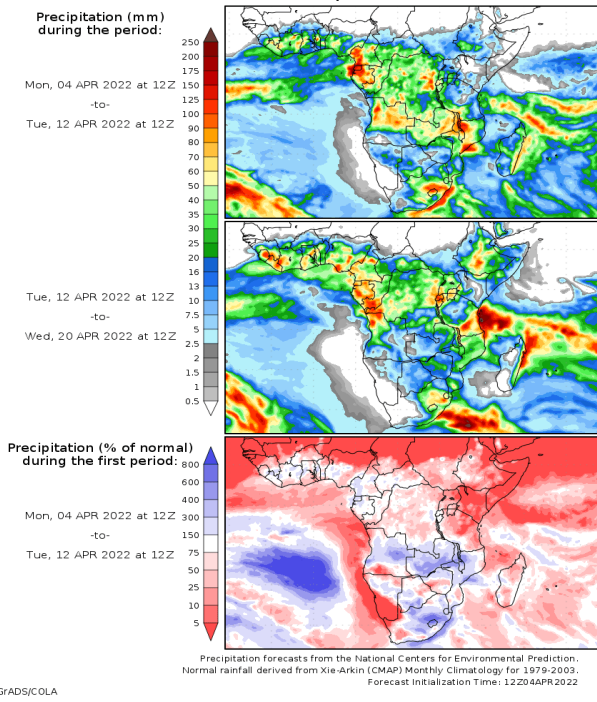 Precipitation (mm)
during the period:
250
200
175
150
125
100
90
80
70
60
50
40
35
30
25
20
16
13
10
7.5
5
2.5
2
1.5
1
0.5
Mon, 04 APR 2022 at 12Z
-to-
Tue, 12 APR 2022 at 12Z
Tue, 12 APR 2022 at 12Z
-to-
Wed, 20 APR 2022 at 12Z
Precipitation (% of normal)
during the first period:
800
600
400
300
150
75
50
25
10
5
Mon, 04 APR 2022 at 12Z
-to-
Tue, 12 APR 2022 at 12Z
Precipitation forecasts from the National Centers for Environmental Prediction.
Normal rainfall derived from Xie-Arkin (CMAP) Monthly Climatology for 1979-2003.
Forecast Initialization Time: 12Z04APR2022
GrADS/COLA